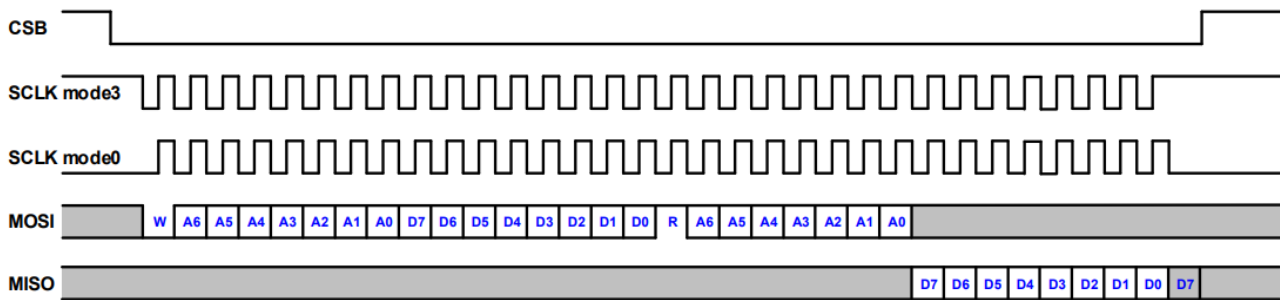 CSB
SCLK mode3
SCLK mode0
MOSI W A6 A5 A4 A3 A2 A1 A0 D7 D6 D5 D4 D3 D2 D1 D0 R A6 A5 A4 A3 A2 A1 A0
MISO D7 D6 D5 D4 D3 D2 D1 D0 D7